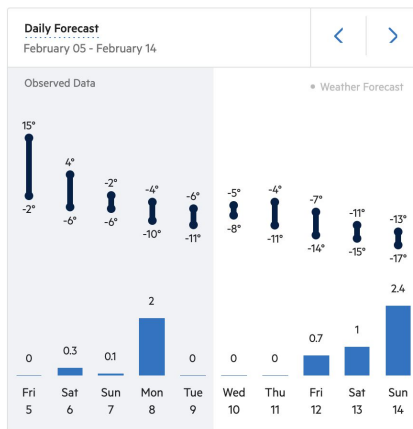 Daily Forecast
February 05 - February 14
Observed Data
Weather Forecast
15° 4° -2° -4° -6° -5° -4° -7° -11° -13°
-2° -6° -6° -10° -11° -8° -11° -14° -15° -17°
0 0.3 0.1 2 0 0 0 0.7 1 2.4
Fri Sat Sun Mon Tue Wed Thu Fri Sat Sun
5 6 7 8 9 10 11 12 13 14